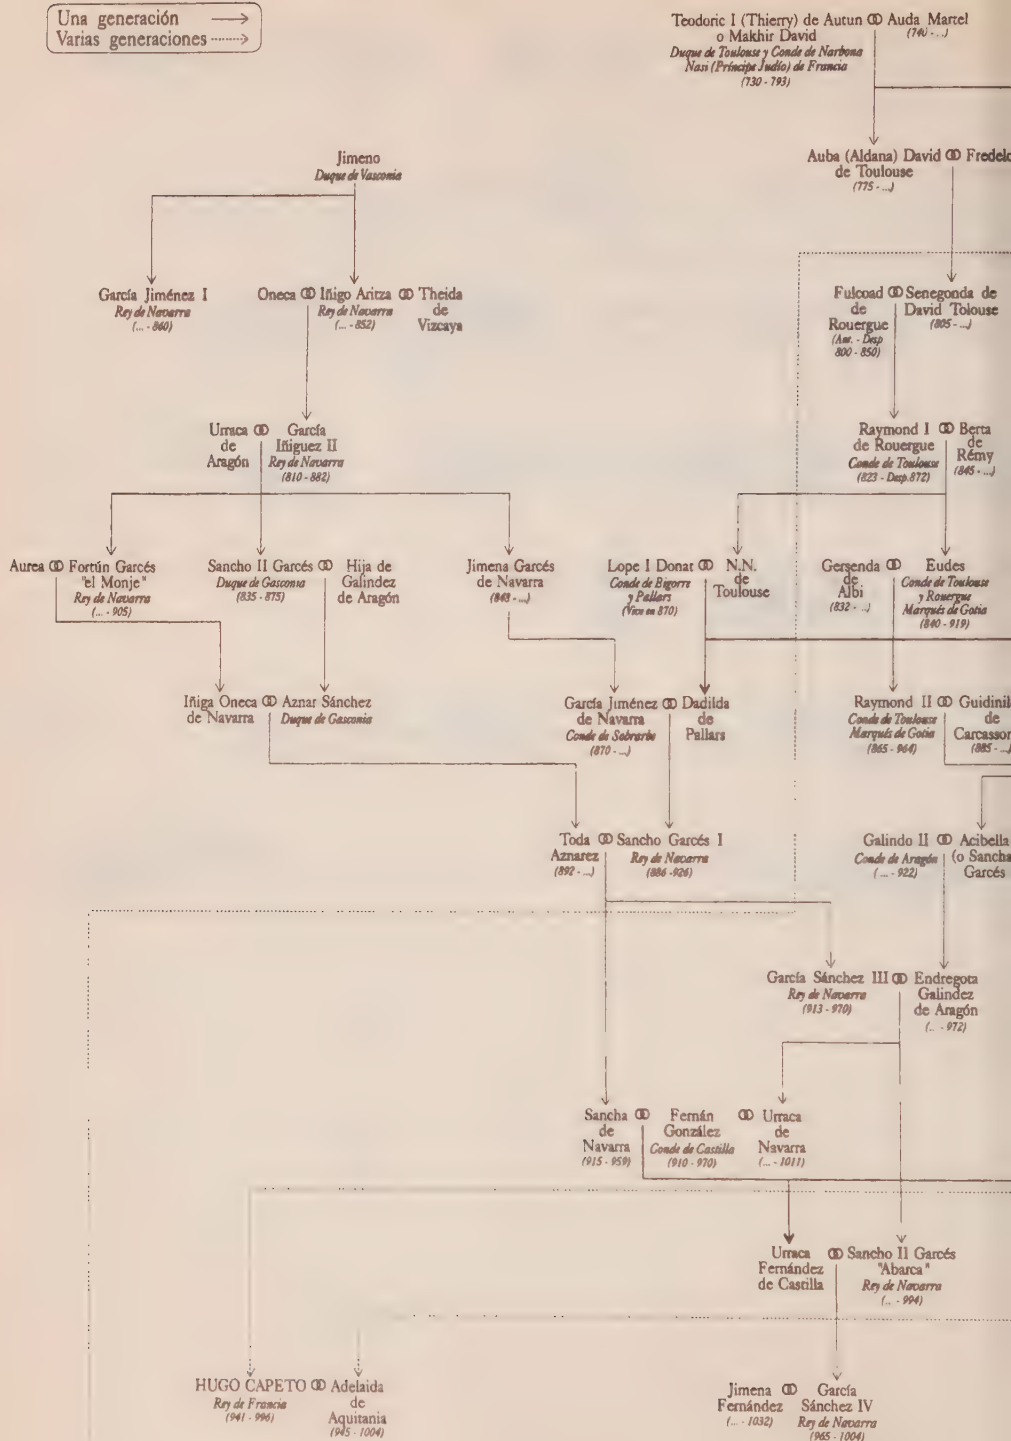 Una generación
Varias generaciones
Teodoric I (Thierry) de Autun ⚭ Auda Martel
o Makhir David
(740 - ...)
Duque de Toulouse y Conde de Narbona
Nasi (Príncipe Judío) de Francia
(730 - 793)
Auba (Aldana) David ⚭
de Toulouse
(775 - ...)
Jimeno
Duque de Vasconia
García Jiménez I
Rey de Navarra
(... - 860)
Oneca ⚭ Iñigo Aritza ⚭ Theida
Rey de Navarra
(... - 852)
de
Vizcaya
Fulcoad ⚭ Senegonda de
de
David Tolouse
Rouergue
(805 - ...)
(Ant. - Desp
800 - 850)
Urraca ⚭ García
de
Aragón
Iñiguez II
Rey de Navarra
(810 - 882)
Raymond I ⚭ Berta
de Rouergue
de
Rémy
Conde de Toulouse
(823 - Desp. 872)
(845 - ...)
Aurea ⚭ Fortún Garcés
"el Monje"
Rey de Navarra
(... - 905)
Sancho II Garcés ⚭ Hija de
Duque de Gasconia
(835 - 875)
Galindez
de Aragón
Jimena Garcés
de Navarra
(843 - ...)
Lope I Donat ⚭ N.N.
Conde de Bigorre
y Pallars
(Vive en 870)
de
Toulouse
Gersenda ⚭ Eudes
de
Albi
(832 - ..)
Conde de Toulouse
y Rouergue
Marqués de Gotia
(840 - 919)
Iñiga Oneca ⚭ Aznar Sánchez
de Navarra
Duque de Gasconia
García Jiménez ⚭ Dadilda
de Navarra
de
Pallars
Conde de Sobrarbe
(870 - ...)
Raymond II ⚭
Conde de Toulouse
de
Marqués de Gotia
(865 - 964)
(885 -
Toda ⚭ Sancho Garcés I
Aznarez
Rey de Navarra
(892 - ...)
(886 - 926)
Galindo II ⚭ Acibella
Conde de Aragón
(o Sancha
(... - 922)
Garcés
García Sánchez III ⚭ Endregota
Rey de Navarra
(913 - 970)
Galindez
de Aragón
(.. - 972)
Sancha ⚭ Fernán ⚭ Urraca
de
González
de
Navarra
Conde de Castilla
Navarra
(915 - 959)
(910 - 970)
(... - 1011)
Urraca ⚭ Sancho II Garcés
Fernández
"Abarca"
de Castilla
Rey de Navarra
(.. - 994)
HUGO CAPETO ⚭ Adelaida
Rey de Francia
(941 - 996)
de
Aquitania
(945 - 1004)
Jimena ⚭ García
Fernández
Sánchez IV
(... - 1032)
Rey de Navarra
(965 - 1004)